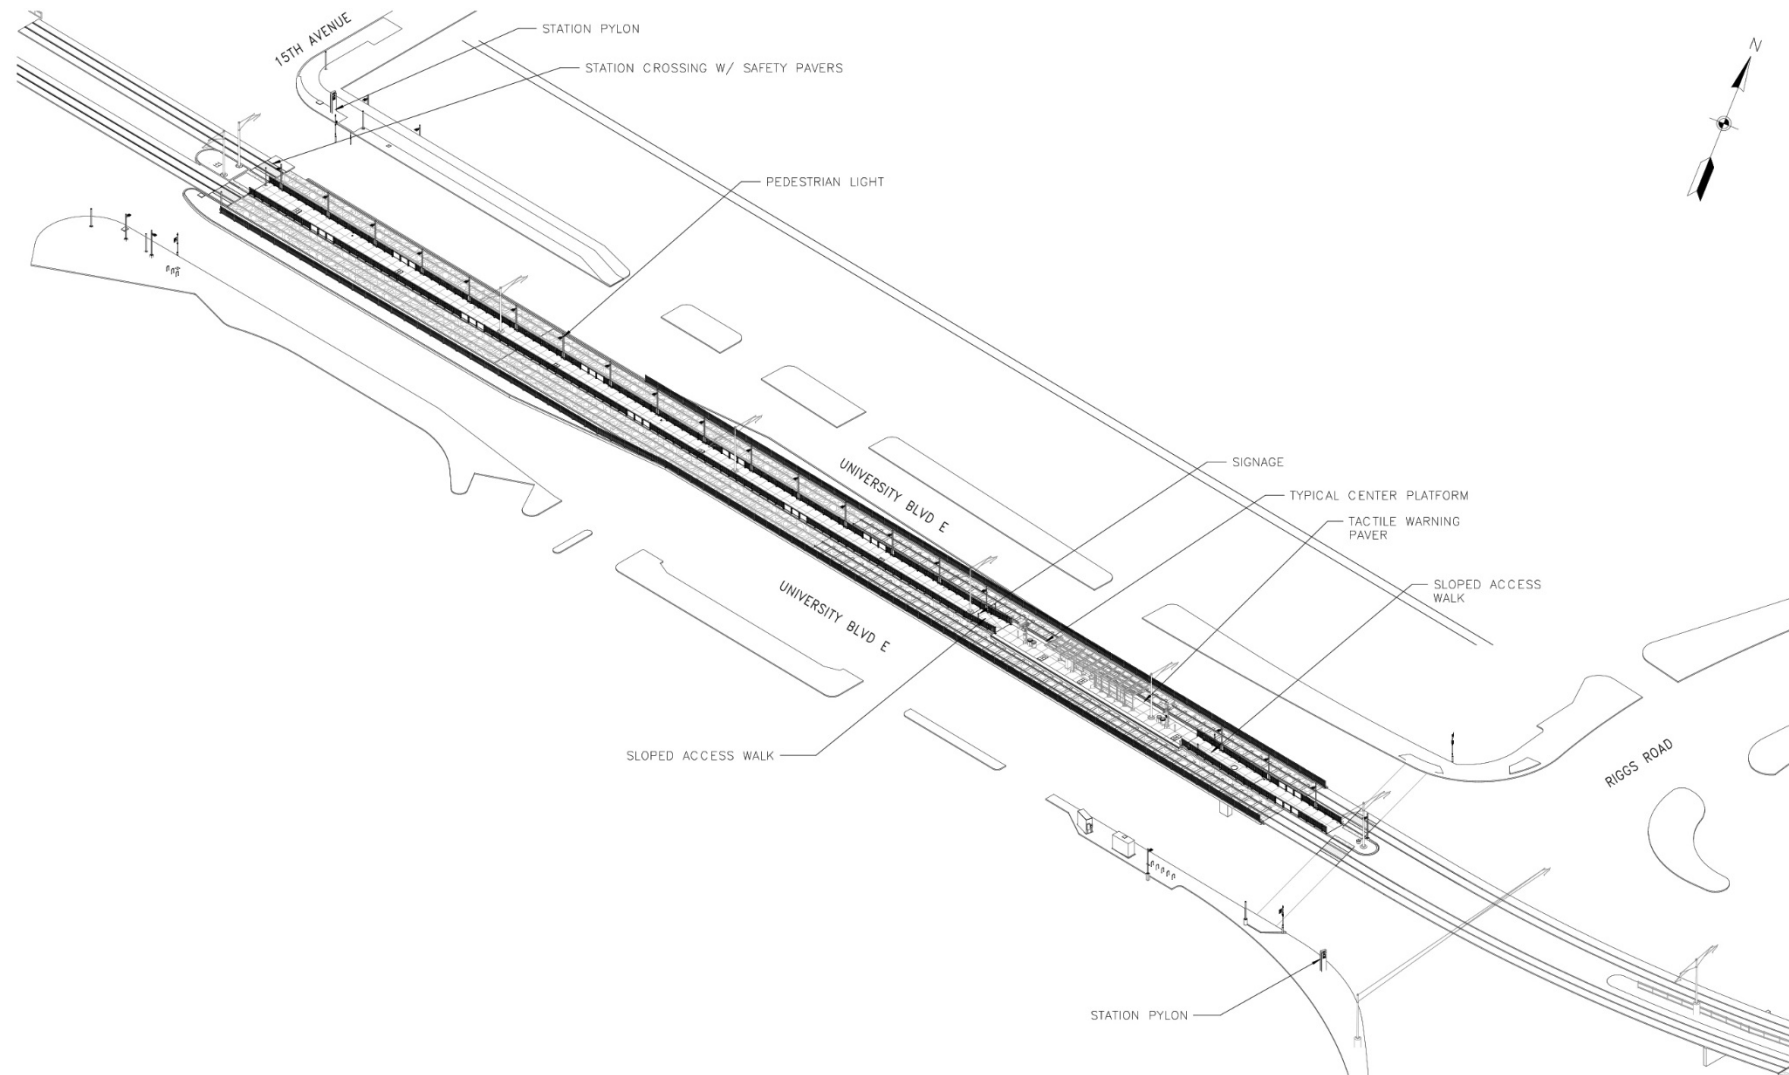 15TH AVENUE
STATION PYLON
N
STATION CROSSING W/ SAFETY PAVERS
PEDESTRIAN LIGHT
SIGNAGE
UNIVERSITY BLVD E
TYPICAL CENTER PLATFORM
TACTILE WARNING
PAVER
UNIVERSITY BLVD E
SLOPED ACCESS
WALK
SLOPED ACCESS WALK
RIGGS ROAD
STATION PYLON